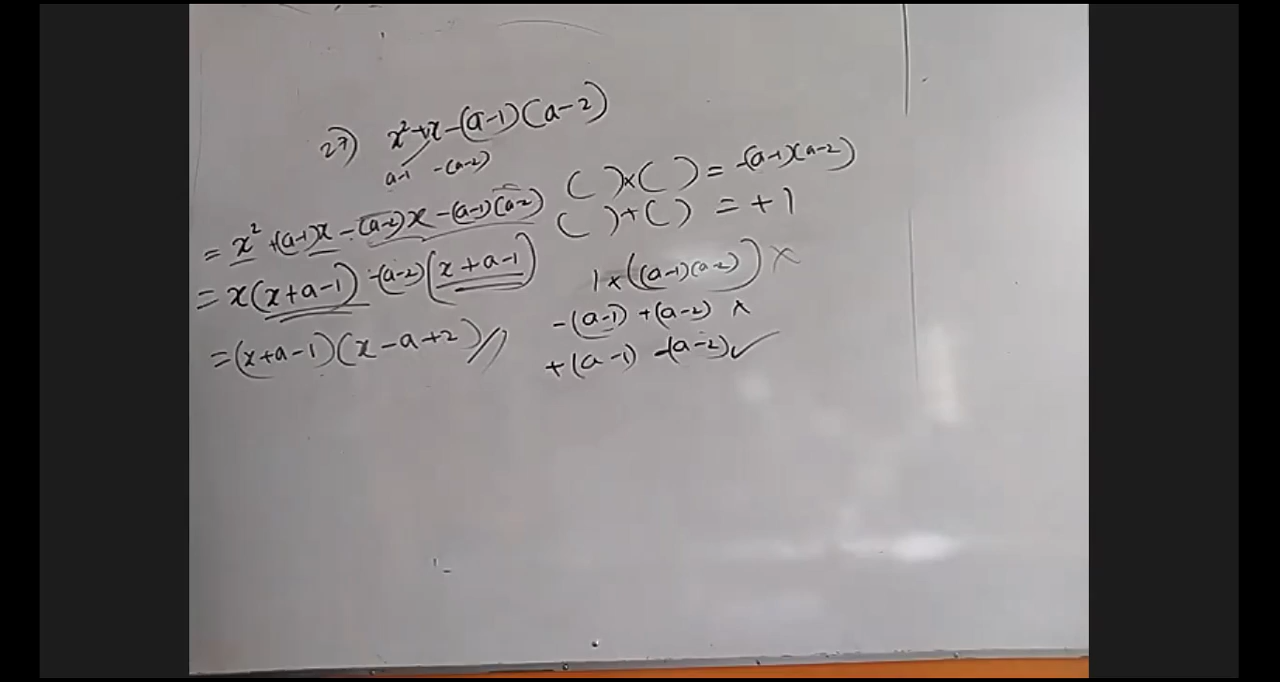 27) x²+x-(a-1)(a-2)
a-1 -(a-2)
= x² +(a-1)x -(a-2)x -(a-1)(a-2)
= x(x+a-1) -(a-2)(x+a-1)
=(x+a-1)(x-a+2)//
( )×( ) = -(a-1)(a-2)
( )+( ) = +1
1×((a-1)(a-2)) ×
-(a-1) +(a-2) ×
+(a-1) -(a-2) ✓